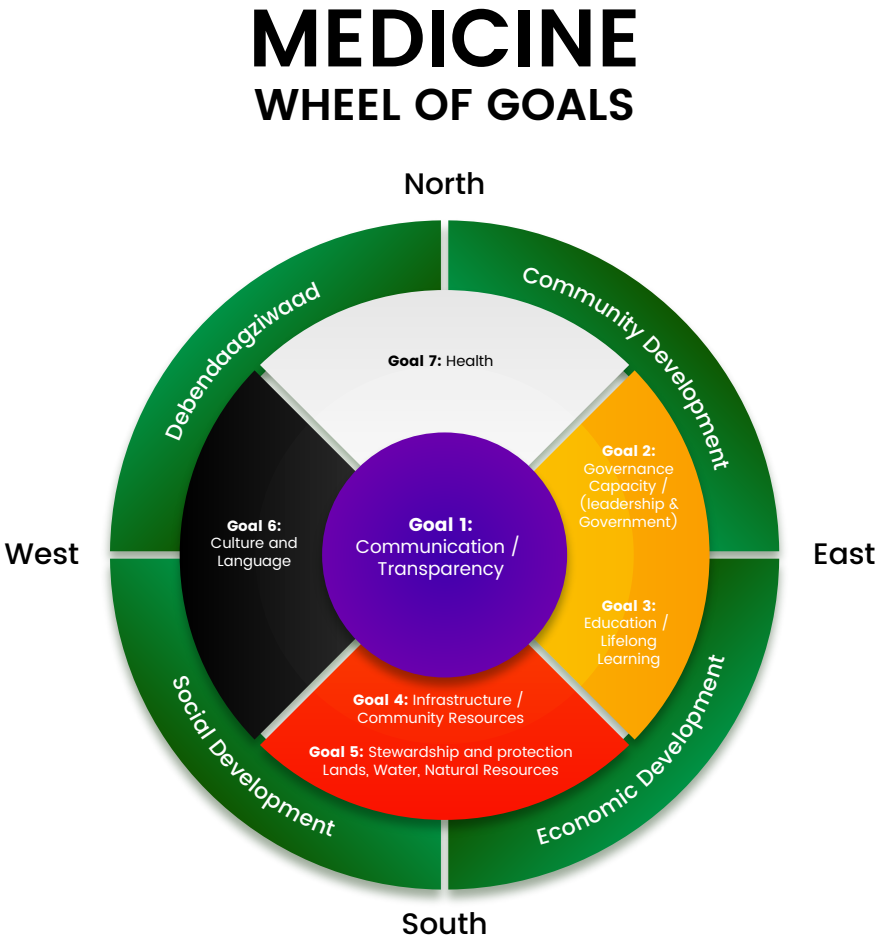 MEDICINE
WHEEL OF GOALS
North
Debendaagziwaad
Community Development
Goal 7: Health
Goal 2:
Governance
Capacity /
(leadership &
Government)
Goal 6:
Culture and
Language
Goal 1:
Communication /
Transparency
West
East
Goal 3:
Education /
Lifelong
Learning
Goal 4: Infrastructure /
Community Resources
Goal 5: Stewardship and protection
Lands, Water, Natural Resources
Social Development
Economic Development
South